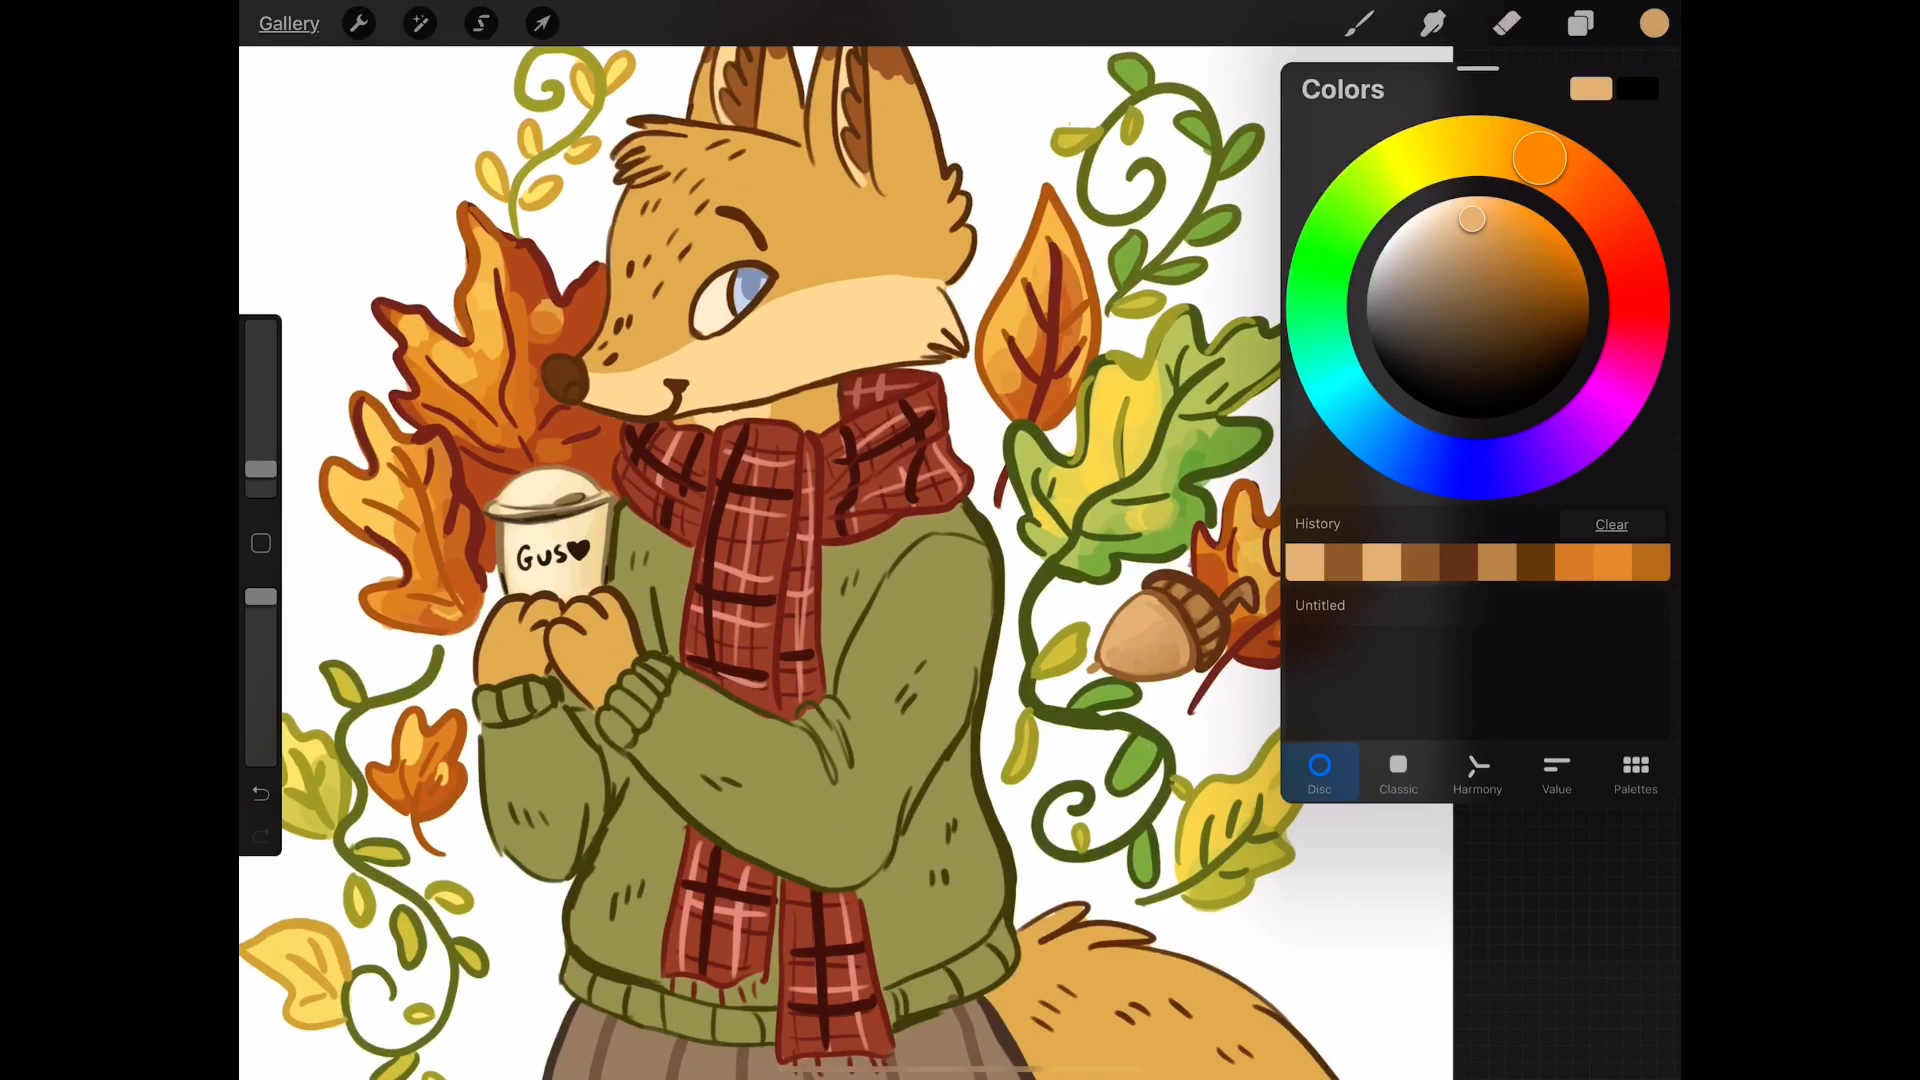 Gallery
Colors
GUS
History
Clear
Untitled
Disc
Classic
Harmony
Value
Palettes